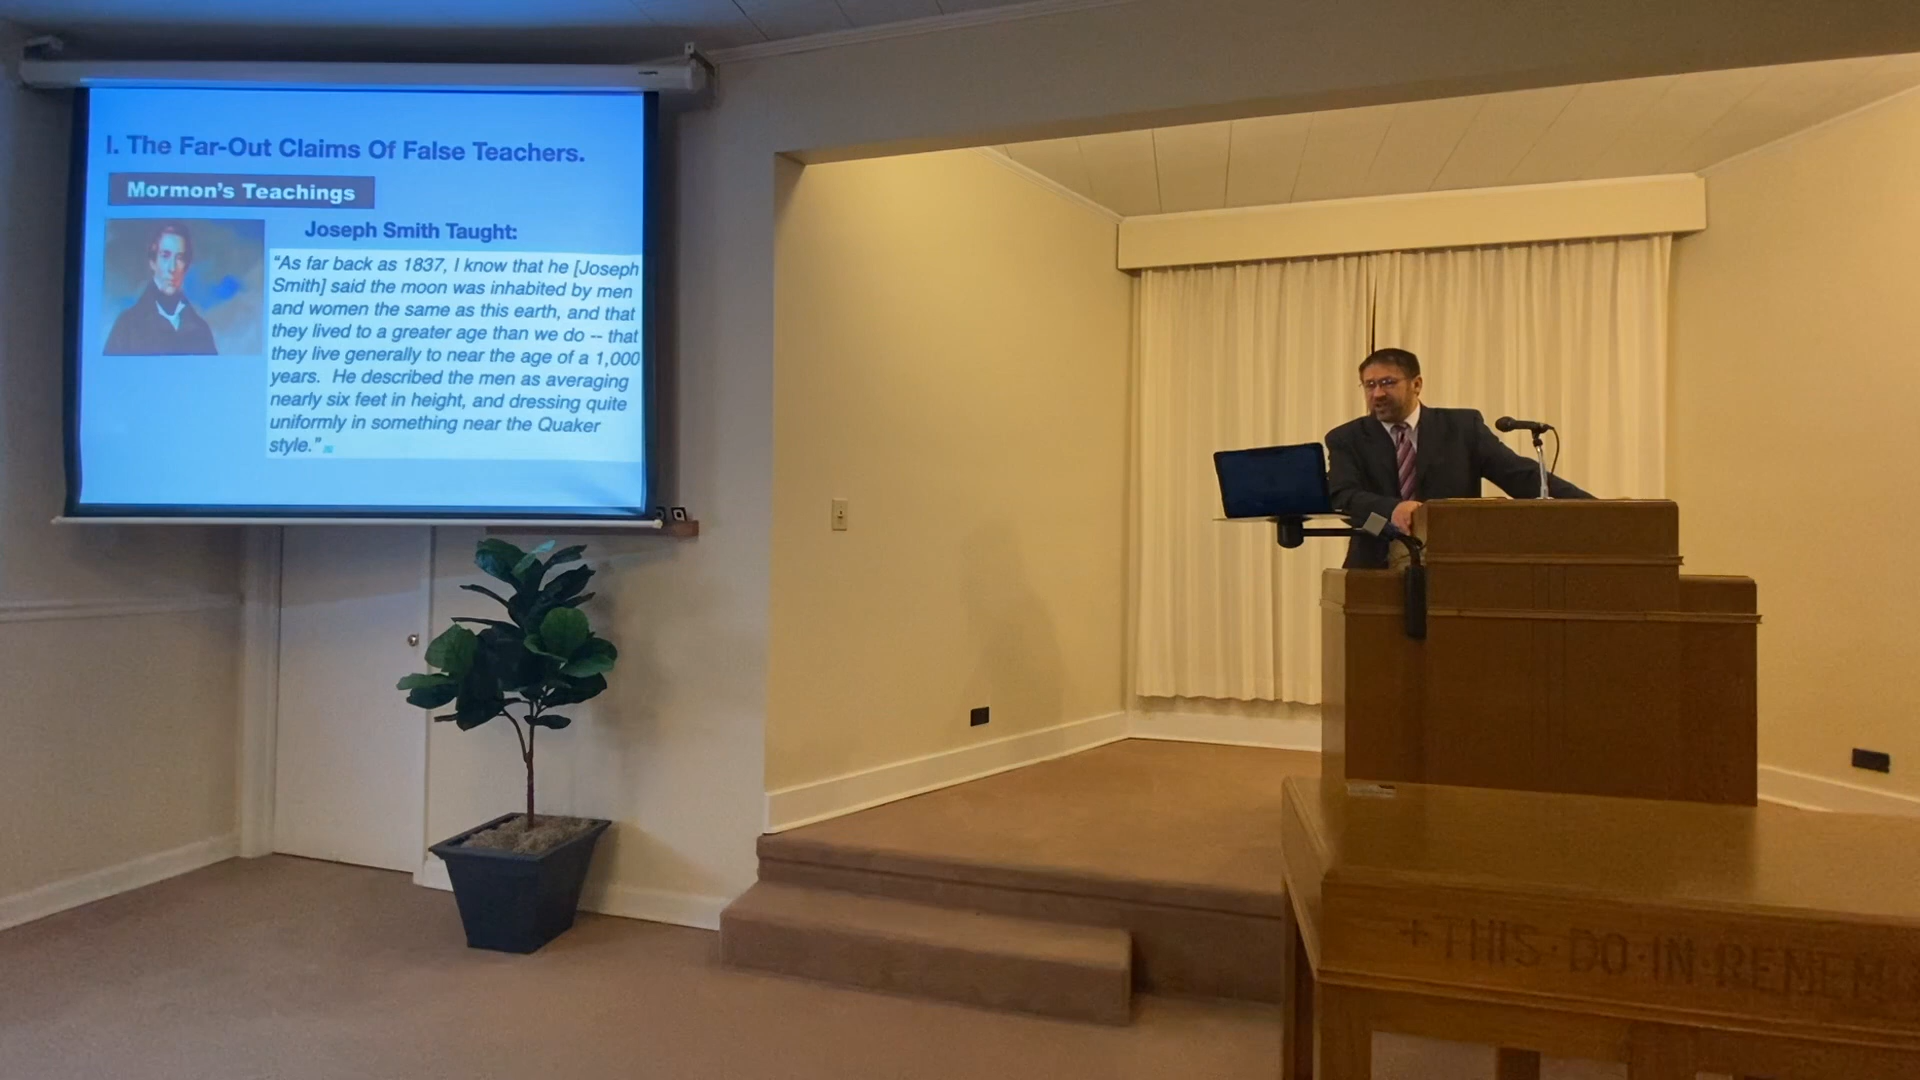 I. The Far-Out Claims Of False Teachers.
Mormon's Teachings
Joseph Smith Taught:
“As far back as 1837, I know that he [Joseph
Smith] said the moon was inhabited by men
and women the same as this earth, and that
they lived to a greater age than we do -- that
they live generally to near the age of a 1,000
years.  He described the men as averaging
nearly six feet in height, and dressing quite
uniformly in something near the Quaker
style.”
+THIS·DO·IN·REMEM